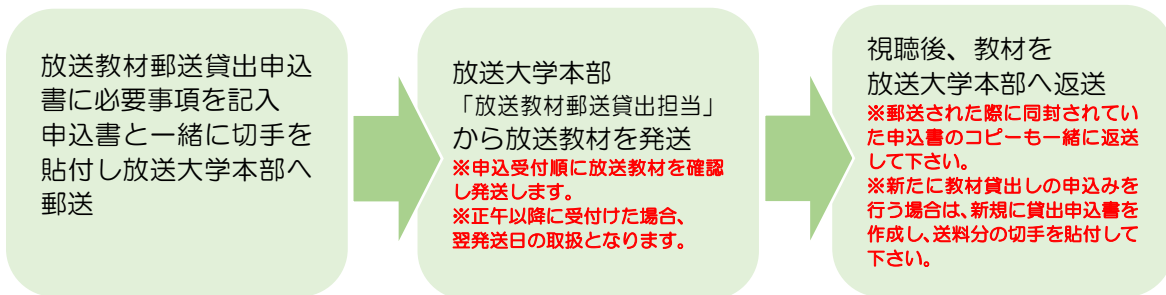 放送教材郵送貸出申込
書に必要事項を記入
申込書と一緒に切手を
貼付し放送大学本部へ
郵送
放送大学本部
「放送教材郵送貸出担当」
から放送教材を発送
※申込受付順に放送教材を確認
し発送します。
※正午以降に受付けた場合、
翌発送日の取扱となります。
視聴後、教材を
放送大学本部へ返送
※郵送された際に同封されてい
た申込書のコピーも一緒に返送
して下さい。
※新たに教材貸出しの申込みを
行う場合は、新規に貸出申込書を
作成し、送料分の切手を貼付して
下さい。